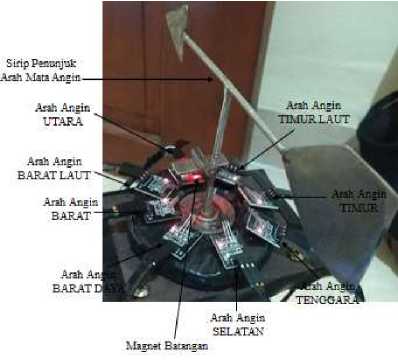 Sirip Penunjuk
Arah Mata Angin
Arah Angin
UTARA
Arah Angin
TIMUR LAUT
Arah Angin
BARAT LAUT
Arah Angin
BARAT
Arah Angin
TIMUR
Arah Angin
BARAT DAYA
Arah Angin
TENGGARA
Arah Angin
SELATAN
Magnet Batangan